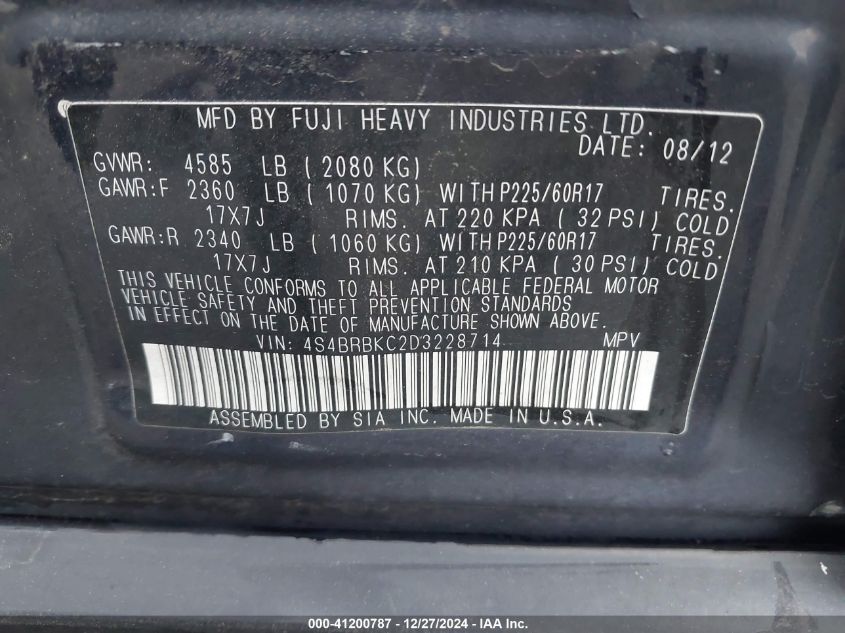 MFD BY FUJI HEAVY INDUSTRIES LTD.
DATE: 08/12
GVWR: 4585 LB ( 2080 KG)
GAWR:F 2360 LB ( 1070 KG) WITH P225/60R17 TIRES.
17X7J RIMS. AT 220 KPA ( 32 PSI) COLD
GAWR:R 2340 LB ( 1060 KG) WITH P225/60R17 TIRES.
17X7J RIMS. AT 210 KPA ( 30 PSI) COLD
THIS VEHICLE CONFORMS TO ALL APPLICABLE FEDERAL MOTOR
VEHICLE SAFETY AND THEFT PREVENTION STANDARDS
IN EFFECT ON THE DATE OF MANUFACTURE SHOWN ABOVE.
VIN: 4S4BRBKC2D3228714 MPV
ASSEMBLED BY SIA INC. MADE IN U.S.A.
000-41200787 - 12/27/2024 - IAA Inc.